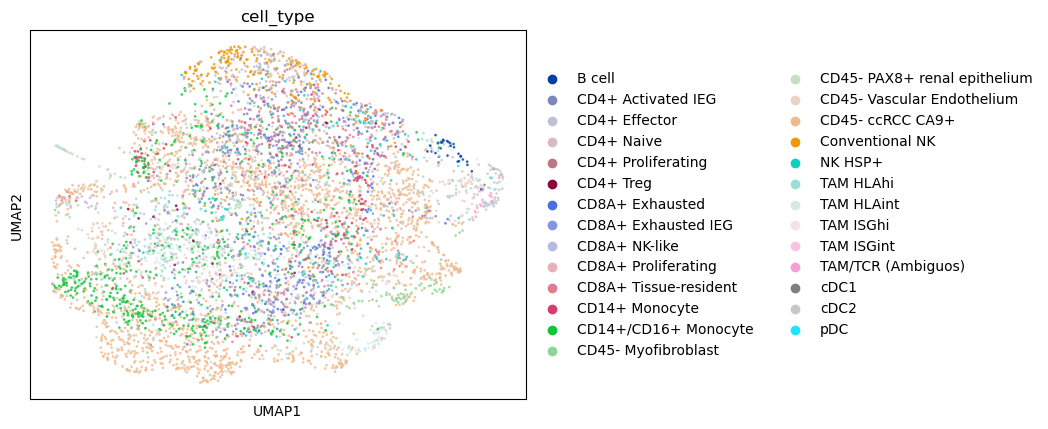 cell_type
UMAP2
UMAP1
B cell
CD4+ Activated IEG
CD4+ Effector
CD4+ Naive
CD4+ Proliferating
CD4+ Treg
CD8A+ Exhausted
CD8A+ Exhausted IEG
CD8A+ NK-like
CD8A+ Proliferating
CD8A+ Tissue-resident
CD14+ Monocyte
CD14+/CD16+ Monocyte
CD45- Myofibroblast
CD45- PAX8+ renal epithelium
CD45- Vascular Endothelium
CD45- ccRCC CA9+
Conventional NK
NK HSP+
TAM HLAhi
TAM HLAint
TAM ISGhi
TAM ISGint
TAM/TCR (Ambiguos)
cDC1
cDC2
pDC